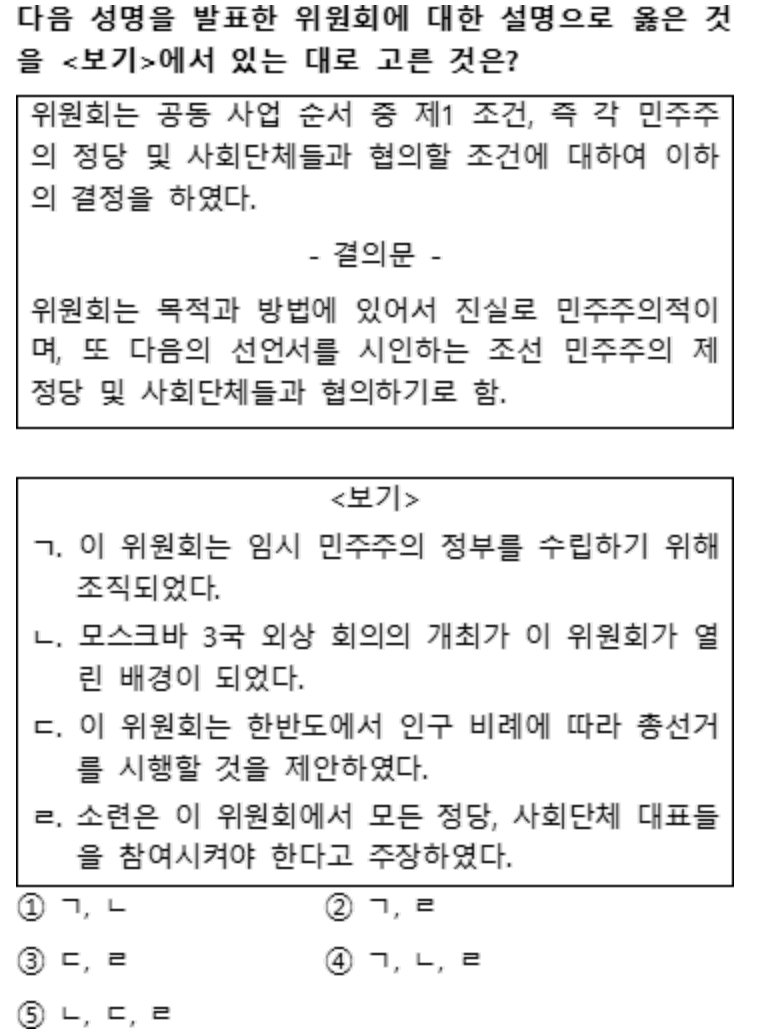 다음 성명을 발표한 위원회에 대한 설명으로 옳은 것
을 <보기>에서 있는 대로 고른 것은?
위원회는 공동 사업 순서 중 제1 조건, 즉 각 민주주
의 정당 및 사회단체들과 협의할 조건에 대하여 이하
의 결정을 하였다.
- 결의문 -
위원회는 목적과 방법에 있어서 진실로 민주주의적이
며, 또 다음의 선언서를 시인하는 조선 민주주의 제
정당 및 사회단체들과 협의하기로 함.
<보기>
ㄱ. 이 위원회는 임시 민주주의 정부를 수립하기 위해
조직되었다.
ㄴ. 모스크바 3국 외상 회의의 개최가 이 위원회가 열
린 배경이 되었다.
ㄷ. 이 위원회는 한반도에서 인구 비례에 따라 총선거
를 시행할 것을 제안하였다.
ㄹ. 소련은 이 위원회에서 모든 정당, 사회단체 대표들
을 참여시켜야 한다고 주장하였다.
① ㄱ, ㄴ ② ㄱ, ㄹ
③ ㄷ, ㄹ ④ ㄱ, ㄴ, ㄹ
⑤ ㄴ, ㄷ, ㄹ